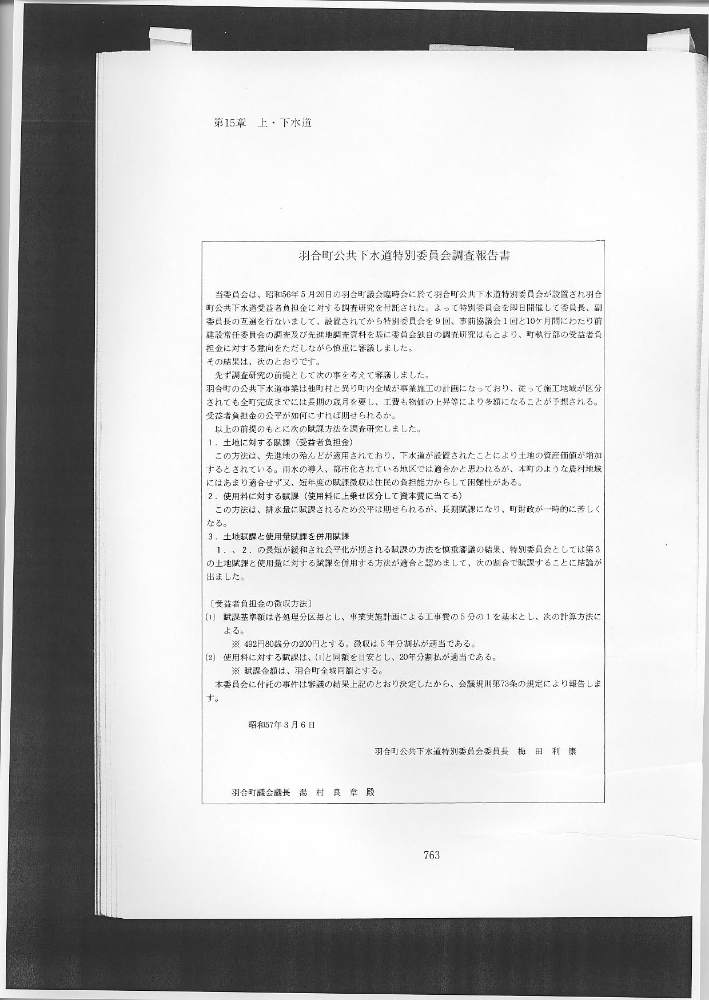 第15章　上・下水道
羽合町公共下水道特別委員会調査報告書
　当委員会は、昭和56年５月26日の羽合町議会臨時会に於て羽合町公共下水道特別委員会が設置され羽合
町公共下水道受益者負担金に対する調査研究を付託された。よって特別委員会を即日開催して委員長、副
委員長の互選を行ないまして、設置されてから特別委員会を９回、事前協議会１回と10ケ月間にわたり前
建設常任委員会の調査及び先進地調査資料を基に委員会独自の調査研究はもとより、町執行部の受益者負
担金に対する意向をただしながら慎重に審議しました。
その結果は、次のとおりです。
　先ず調査研究の前提として次の事を考えて審議しました。
羽合町の公共下水道事業は他町村と異り町内全域が事業施工の計画になっており、従って施工地域が区分
されても全町完成までには長期の歳月を要し、工費も物価の上昇等により多額になることが予想される。
受益者負担金の公平が如何にすれば期せられるか。
　以上の前提のもとに次の賦課方法を調査研究しました。
１．土地に対する賦課（受益者負担金）
　この方法は、先進地の殆んどが適用されており、下水道が設置されたことにより土地の資産価値が増加
するとされている。雨水の導入、都市化されている地区では適合かと思われるが、本町のような農村地域
にはあまり適合せず又、短年度の賦課徴収は住民の負担能力からして困難性がある。
２．使用料に対する賦課（使用料に上乗せ区分して資本費に当てる）
　この方法は、排水量に賦課されるため公平は期せられるが、長期賦課になり、町財政が一時的に苦しく
なる。
３．土地賦課と使用量賦課を併用賦課
　１．、２．の長短が緩和され公平化が期される賦課の方法を慎重審議の結果、特別委員会としては第３
の土地賦課と使用量に対する賦課を併用する方法が適合と認めまして、次の割合で賦課することに結論が
出ました。
〔受益者負担金の徴収方法〕
⑴　賦課基準額は各処理分区毎とし、事業実施計画による工事費の５分の１を基本とし、次の計算方法に
よる。
※ 492円80銭分の200円とする。徴収は５年分割払が適当である。
⑵　使用料に対する賦課は、⑴と同額を目安とし、20年分割払が適当である。
※ 賦課金額は、羽合町全域同額とする。
　本委員会に付託の事件は審議の結果上記のとおり決定したから、会議規則第73条の規定により報告しま
す。
昭和57年３月６日
羽合町公共下水道特別委員会委員長　梅　田　利　康
羽合町議会議長　湯　村　良　章　殿
763